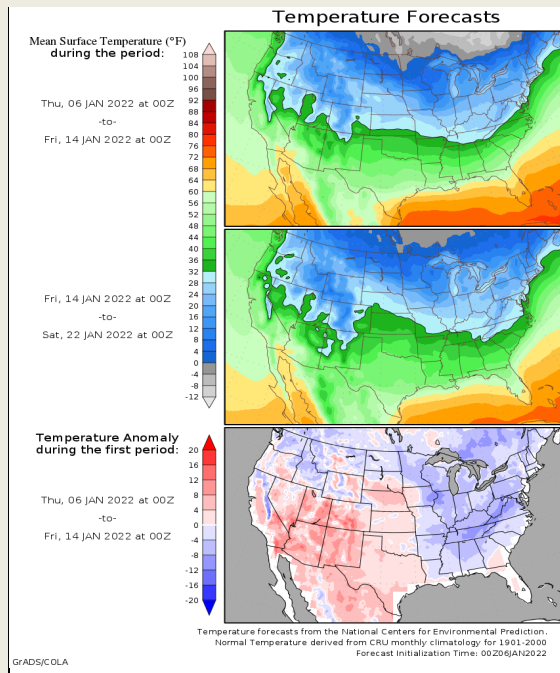 Temperature Forecasts
Mean Surface Temperature (°F)
during the period:
Thu, 06 JAN 2022 at 00Z
-to-
Fri, 14 JAN 2022 at 00Z
108
104
100
96
92
88
84
80
76
72
68
64
60
56
52
48
44
40
36
32
28
24
20
16
12
8
4
0
-4
-8
-12
Fri, 14 JAN 2022 at 00Z
-to-
Sat, 22 JAN 2022 at 00Z
Temperature Anomaly
during the first period:
Thu, 06 JAN 2022 at 00Z
-to-
Fri, 14 JAN 2022 at 00Z
20
16
12
8
4
0
-4
-8
-12
-16
-20
Temperature forecasts from the National Centers for Environmental Prediction.
Normal Temperature derived from CRU monthly climatology for 1901-2000
Forecast Initialization Time: 00Z06JAN2022
GrADS/COLA